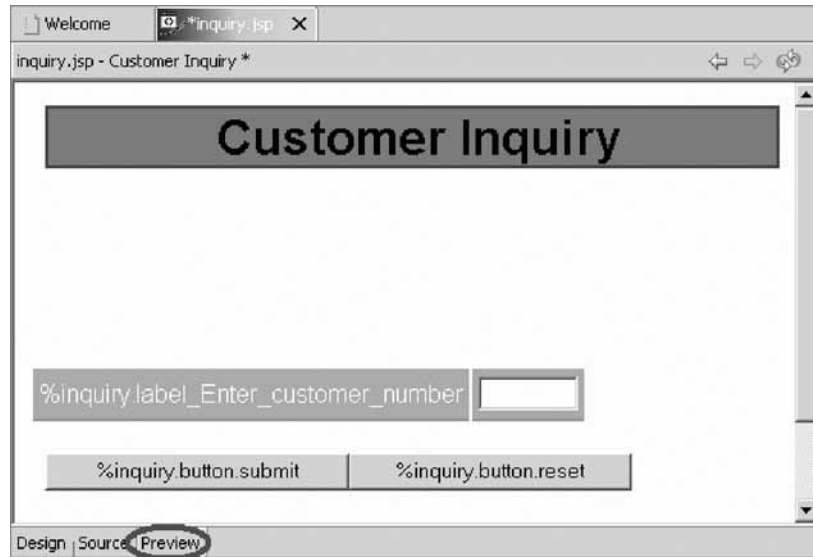 Welcome *inquiry.jsp
inquiry.jsp - Customer Inquiry *
Customer Inquiry
%inquiry.label_Enter_customer_number
%inquiry.button.submit %inquiry.button.reset
Design Source Preview